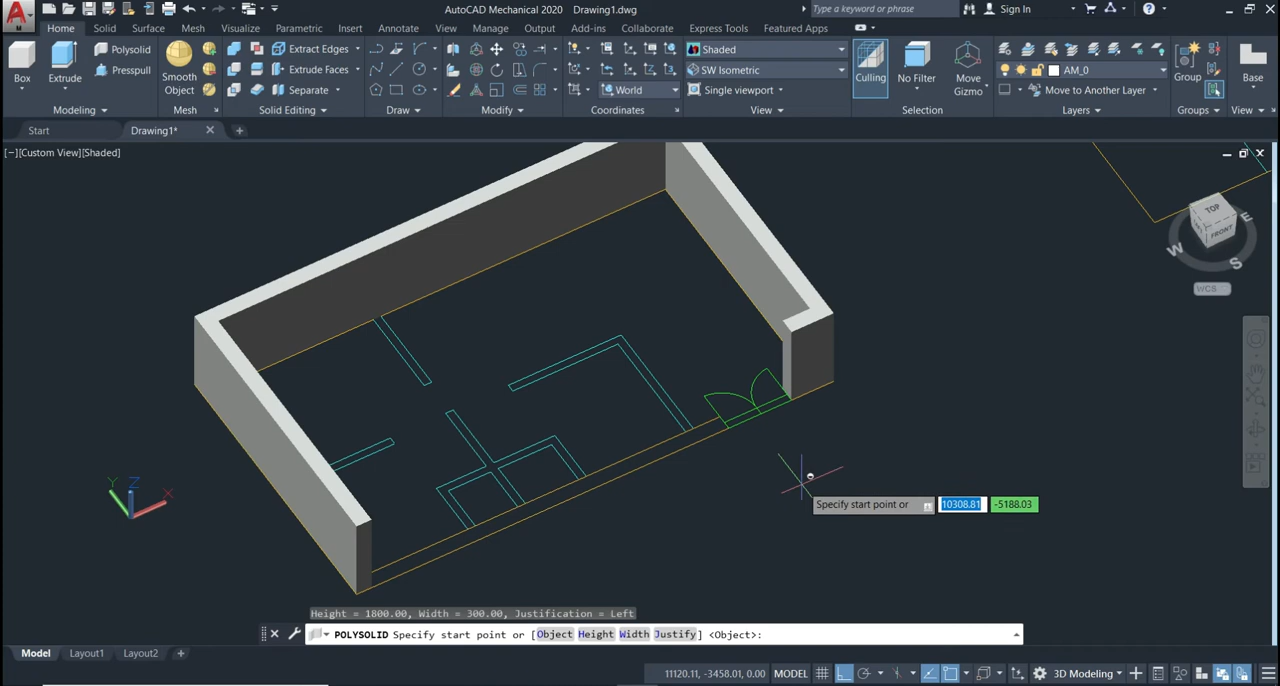 AutoCAD Mechanical 2020 Drawing1.dwg
Type a keyword or phrase
Sign In
Home Solid Surface Mesh Visualize Parametric Insert Annotate View Manage Output Add-ins Collaborate Express Tools Featured Apps
Box
Extrude
Polysolid
Presspull
Modeling
Smooth
Object
Mesh
Extract Edges
Extrude Faces
Separate
Solid Editing
Draw
Modify
World
Coordinates
Shaded
SW Isometric
Single viewport
View
Culling
No Filter
Move
Gizmo
Selection
AM_0
Move to Another Layer
Layers
Group
Groups
Base
View
Start
Drawing1*
[−][Custom View][Shaded]
TOP
FRONT
W
E
S
WCS
Y
Z
X
Specify start point or 10308.81 -5188.03
Height = 1800.00, Width = 300.00, Justification = Left
POLYSOLID Specify start point or [Object Height Width Justify] <Object>:
Model Layout1 Layout2
11120.11, -3458.01, 0.00 MODEL
3D Modeling